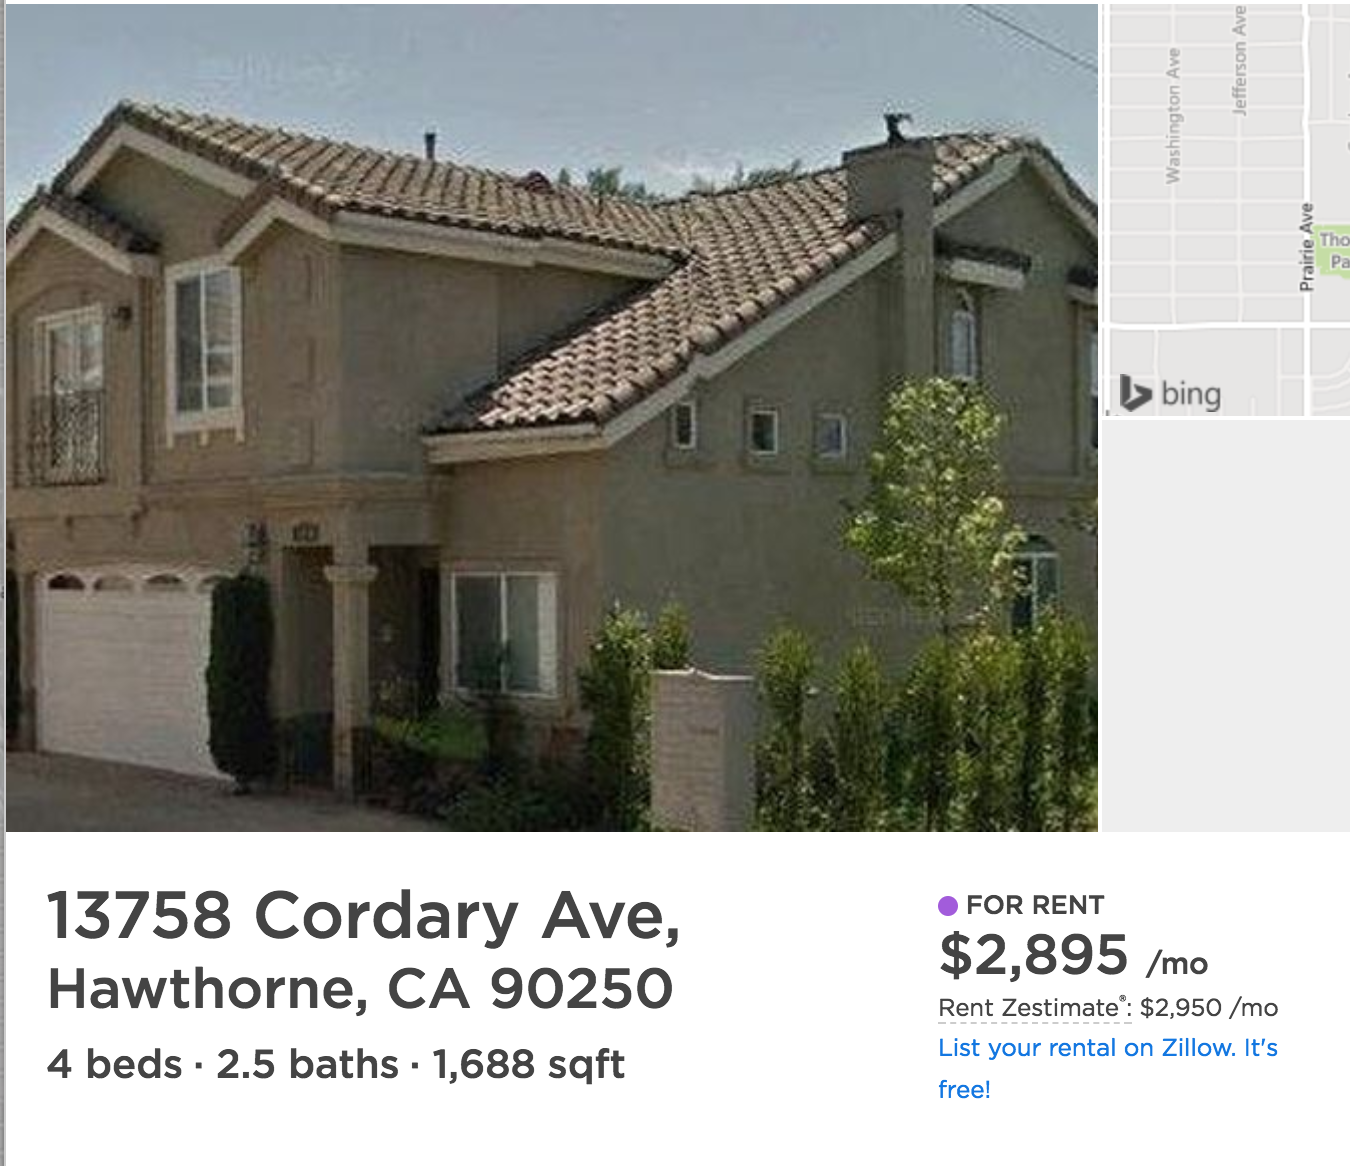 Washington Ave
Jefferson Ave
Prairie Ave
Tho
Pa
bing
13758 Cordary Ave,
Hawthorne, CA 90250
4 beds · 2.5 baths · 1,688 sqft
FOR RENT
$2,895 /mo
Rent Zestimate®: $2,950 /mo
List your rental on Zillow. It's
free!